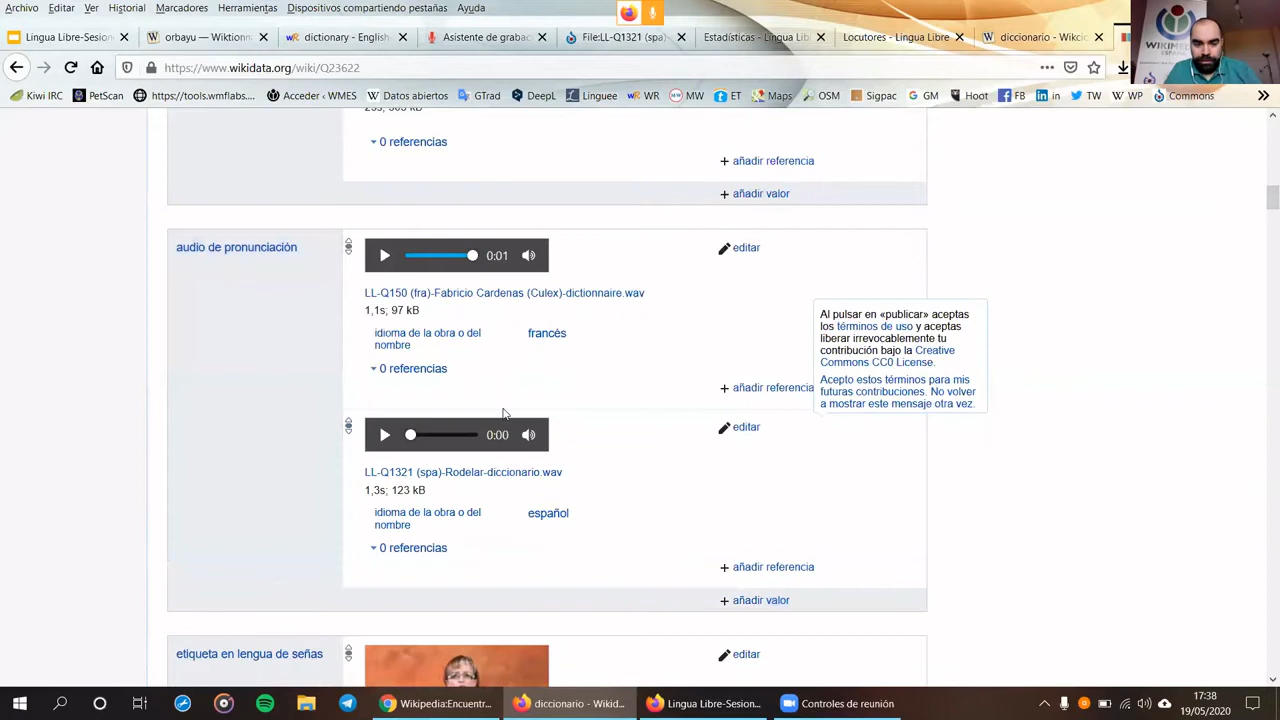 Archivo Editar Ver Historial Marcadores Herramientas Dispositivos compartiendo pestañas Ayuda
Lingua Libre-Sesion
orbayu — Wiktionn
dictionary - English
Asistente de grabac
File:LL-Q1321 (spa)
Estadísticas - Lingu
Locutores - Lingua Libre
diccionario - Wikcic
WIKIMEDIA
ESPAÑA
https://www.wikidata.org/wiki/Q23622
Kiwi IRC PetScan https://tools.wmflabs.... Acceder ‹ WMES Datos abiertos GTrad DeepL Linguee WR MW ET Maps OSM Sigpac GM Hoot FB in TW WP Commons
0 referencias
+ añadir referencia
+ añadir valor
audio de pronunciación
0:01
editar
LL-Q150 (fra)-Fabricio Cardenas (Culex)-dictionnaire.wav
1,1s; 97 kB
idioma de la obra o del
nombre
francés
0 referencias
+ añadir referencia
Al pulsar en «publicar» aceptas
los términos de uso y aceptas
liberar irrevocablemente tu
contribución bajo la Creative
Commons CC0 License.
Acepto estos términos para mis
futuras contribuciones. No volver
a mostrar este mensaje otra vez.
0:00
editar
LL-Q1321 (spa)-Rodelar-diccionario.wav
1,3s; 123 kB
idioma de la obra o del
nombre
español
0 referencias
+ añadir referencia
+ añadir valor
etiqueta en lengua de señas
editar
Wikipedia:Encuentr...
diccionario - Wikid...
Lingua Libre-Sesion...
Controles de reunión
17:38
19/05/2020